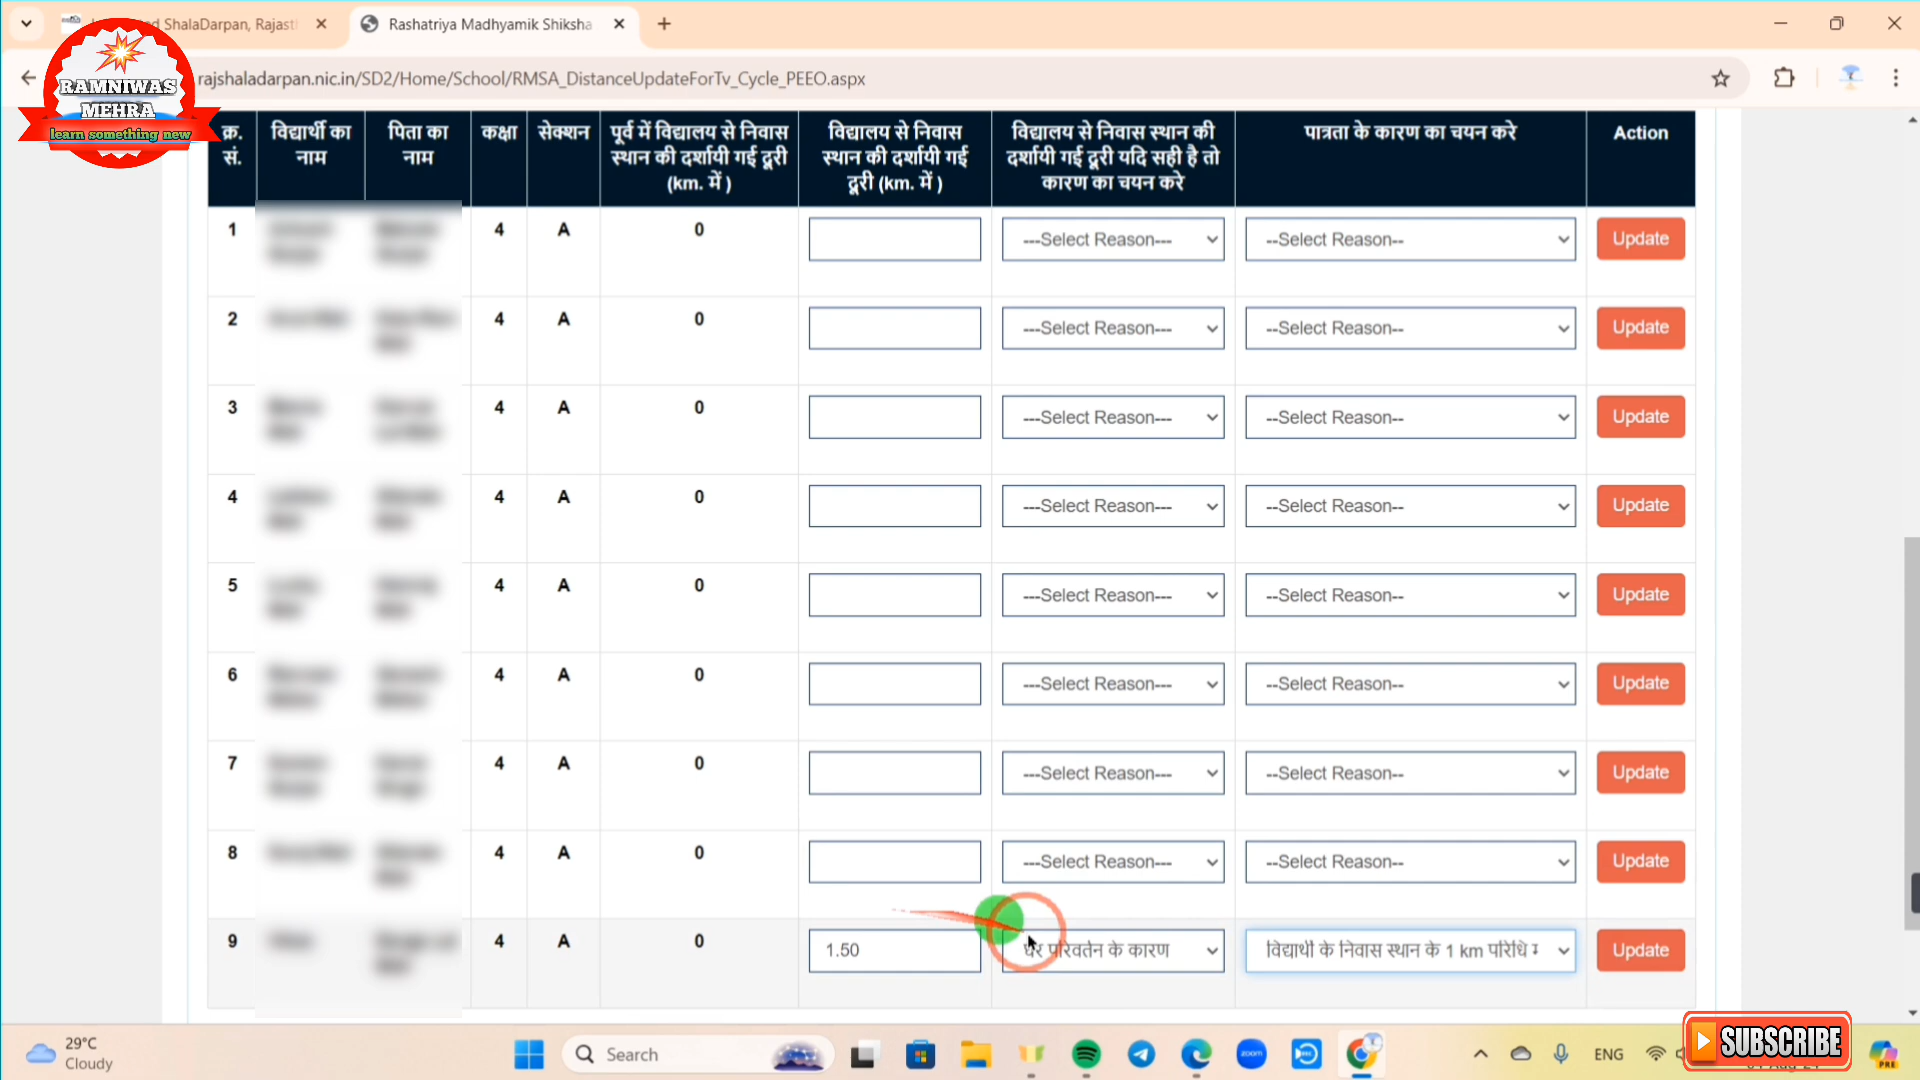 ShalaDarpan, Rajast
Rashatriya Madhyamik Shiksha
rajshaladarpan.nic.in/SD2/Home/School/RMSA_DistanceUpdateForTv_Cycle_PEEO.aspx
RAMNIWAS
MEHRA
learn something new
क्र. सं.
विद्यार्थी का नाम
पिता का नाम
कक्षा
सेक्शन
पूर्व में विद्यालय से निवास स्थान की दर्शायी गई दूरी (km. में )
विद्यालय से निवास स्थान की दर्शायी गई दूरी (km. में )
विद्यालय से निवास स्थान की दर्शायी गई दूरी यदि सही है तो कारण का चयन करे
पात्रता के कारण का चयन करे
Action
1 4 A 0 ---Select Reason--- --Select Reason-- Update
2 4 A 0 ---Select Reason--- --Select Reason-- Update
3 4 A 0 ---Select Reason--- --Select Reason-- Update
4 4 A 0 ---Select Reason--- --Select Reason-- Update
5 4 A 0 ---Select Reason--- --Select Reason-- Update
6 4 A 0 ---Select Reason--- --Select Reason-- Update
7 4 A 0 ---Select Reason--- --Select Reason-- Update
8 4 A 0 ---Select Reason--- --Select Reason-- Update
9 4 A 0 1.50 घर परिवर्तन के कारण विद्यार्थी के निवास स्थान के 1 km परिधि Update
29°C
Cloudy
Search
zoom
ENG
SUBSCRIBE
PRE